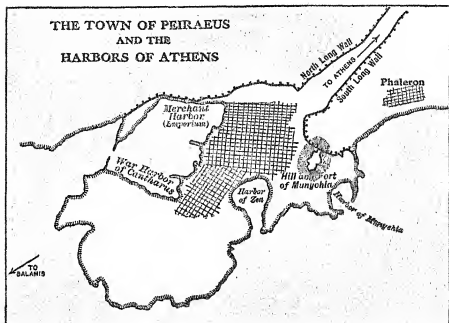 THE TOWN OF PEIRAEUS
AND THE
HARBORS OF ATHENS
North Long Wall
TO ATHENS
South Long Wall
Phaleron
Merchant
Harbor
(Emporium)
War Harbor
of Cantharus
Harbor
of Zea
Hill and Fort
of Munychia
Harbor of Munychia
TO
SALAMIS